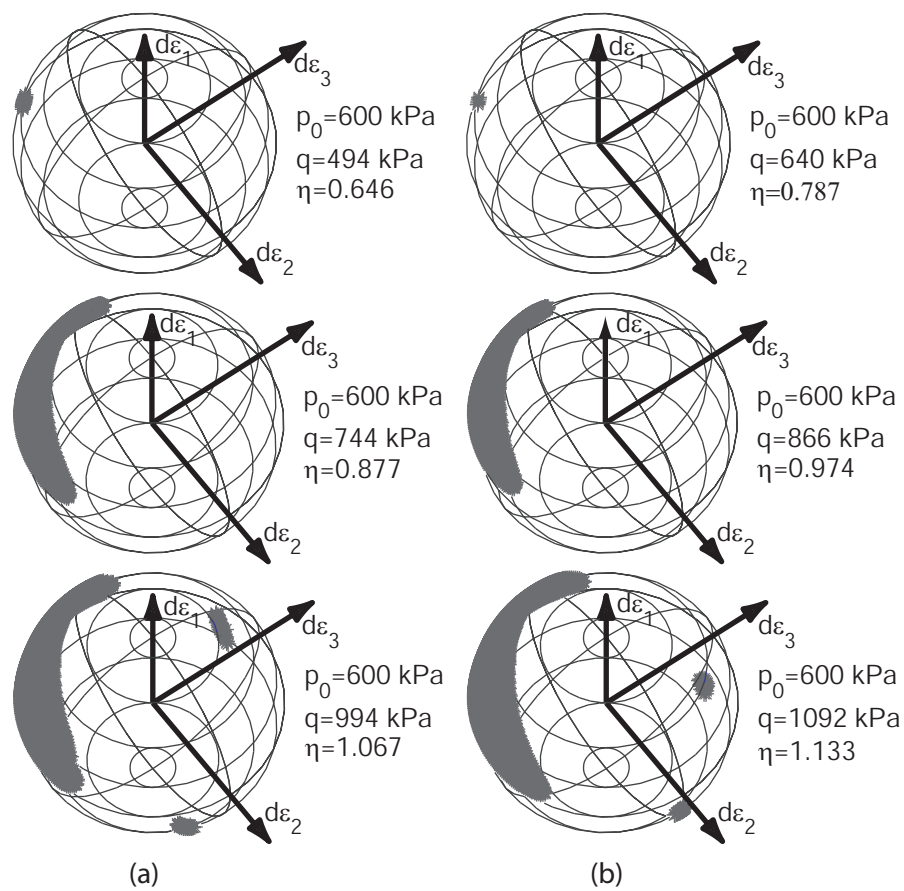 dε1
dε3
p0=600 kPa
q=494 kPa
η=0.646
dε2
dε1
dε3
p0=600 kPa
q=640 kPa
η=0.787
dε2
dε1
dε3
p0=600 kPa
q=744 kPa
η=0.877
dε2
dε1
dε3
p0=600 kPa
q=866 kPa
η=0.974
dε2
dε1
dε3
p0=600 kPa
q=994 kPa
η=1.067
dε2
dε1
dε3
p0=600 kPa
q=1092 kPa
η=1.133
dε2
(a)
(b)